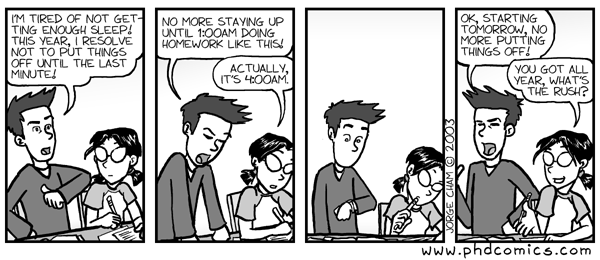 I'M TIRED OF NOT GET-
TING ENOUGH SLEEP!
THIS YEAR, I RESOLVE
NOT TO PUT THINGS
OFF UNTIL THE LAST
MINUTE!
NO MORE STAYING UP
UNTIL 1:00AM DOING
HOMEWORK LIKE THIS!
ACTUALLY,
IT'S 4:00AM.
JORGE CHAM © 2003
OK, STARTING
TOMORROW, NO
MORE PUTTING
THINGS OFF!
YOU GOT ALL
YEAR, WHAT'S
THE RUSH?
www.phdcomics.com